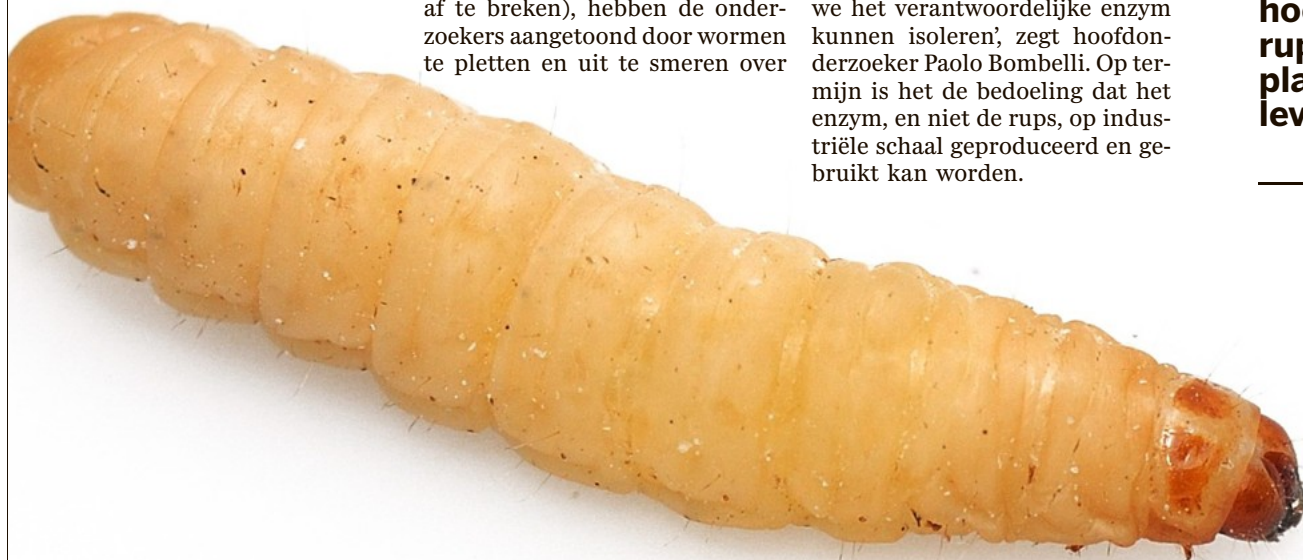 af te breken), hebben de onder-
zoekers aangetoond door wormen
te pletten en uit te smeren over
we het verantwoordelijke enzym
kunnen isoleren’, zegt hoofdon-
derzoeker Paolo Bombelli. Op ter-
mijn is het de bedoeling dat het
enzym, en niet de rups, op indus-
triële schaal geproduceerd en ge-
bruikt kan worden.